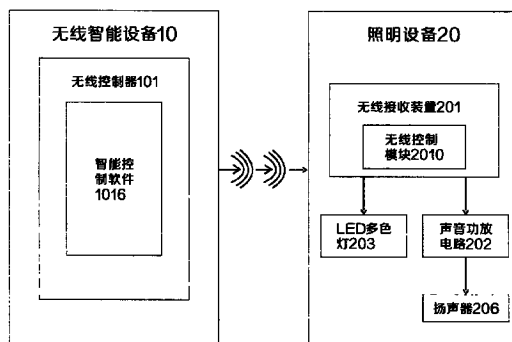 无线智能设备10
无线控制器101
智能控
制软件
1016
照明设备20
无线接收装量201
无线控制
模块2010
LED多色
灯203
声音功放
电路202
扬声器206